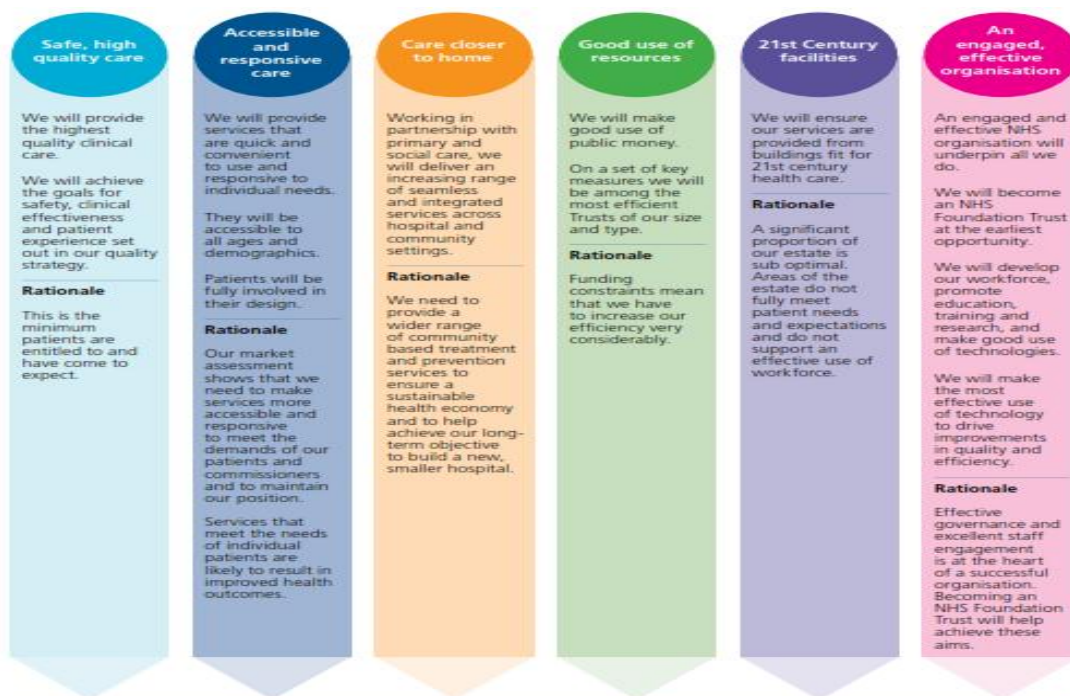 Safe, high
quality care
We will provide
the highest
quality clinical
care.
We will achieve
the goals for
safety, clinical
effectiveness
and patient
experience set
out in our quality
strategy.
Rationale
This is the
minimum
patients are
entitled to and
have come to
expect.
Accessible
and
responsive
care
We will provide
services that
are quick and
convenient
to use and
responsive to
individual needs.
They will be
accessible to
all ages and
demographics.
Patients will be
fully involved in
their design.
Rationale
Our market
assessment
shows that we
need to make
services more
accessible and
responsive
to meet the
demands of our
patients and
commissioners
and to maintain
our position.
Services that
meet the needs
of individual
patients are
likely to result in
improved health
outcomes.
Care closer
to home
Working in
partnership with
primary and
social care, we
will deliver an
increasing range
of seamless
and integrated
services across
hospital and
community
settings.
Rationale
We need to
provide a
wider range
of community
based treatment
and prevention
services to
ensure a
sustainable
health economy
and to help
achieve our long-
term objective
to build a new,
smaller hospital.
Good use of
resources
We will make
good use of
public money.
On a set of key
measures we will
be among the
most efficient
Trusts of our size
and type.
Rationale
Funding
constraints mean
that we have
to increase our
efficiency very
considerably.
21st Century
facilities
We will ensure
our services are
provided from
buildings fit for
21st century
health care.
Rationale
A significant
proportion of
our estate is
sub optimal.
Areas of the
estate do not
fully meet
patient needs
and expectations
and do not
support an
effective use of
workforce.
An
engaged,
effective
organisation
An engaged and
effective NHS
organisation will
underpin all we
do.
We will become
an NHS
Foundation Trust
at the earliest
opportunity.
We will develop
our workforce,
promote
education,
training and
research, and
make good use
of technologies.
We will make
the most
effective use
of technology
to drive
improvements
in quality and
efficiency.
Rationale
Effective
governance and
excellent staff
engagement
is at the heart
of a successful
organisation.
Becoming an
NHS Foundation
Trust will help
achieve these
aims.